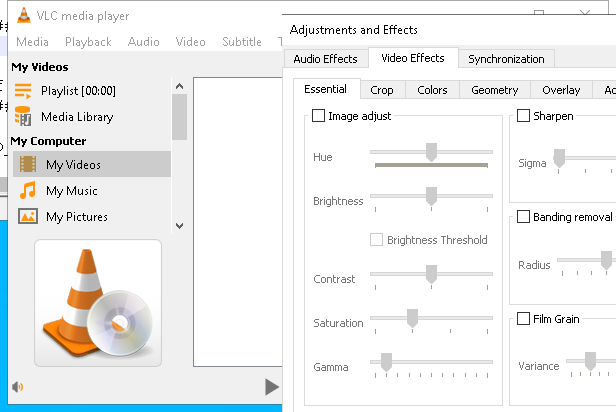 VLC media player
Media Playback Audio Video Subtitle
My Videos
Playlist [00:00]
Media Library
My Computer
My Videos
My Music
My Pictures
Adjustments and Effects
Audio Effects Video Effects Synchronization
Essential Crop Colors Geometry Overlay
Image adjust
Hue
Brightness
Brightness Threshold
Contrast
Saturation
Gamma
Sharpen
Sigma
Banding removal
Radius
Film Grain
Variance